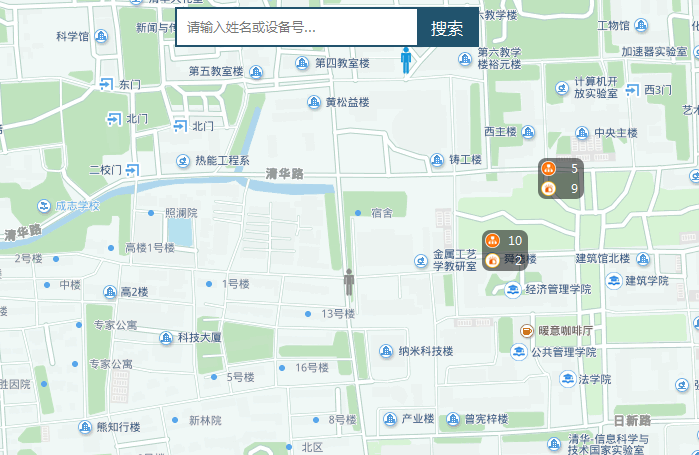 请输入姓名或设备号...
搜索
六教学楼
工物馆
科学馆
新闻与传
第五教室楼
第四教室楼
第六教学
楼裕元楼
加速器实验室
东门
计算机开
放实验室
西3门
黄松益楼
北门
北门
西主楼
中央主楼
艺术
二校门
热能工程系
铸工楼
清华路
5
9
成志学校
照澜院
宿舍
清华路
高楼1号楼
10
2
2号楼
金属工艺
学教研室
建筑馆北楼
中楼
高2楼
1号楼
建筑学院
经济管理学院
13号楼
专家公寓
科技大厦
暖意咖啡厅
纳米科技楼
公共管理学院
专家公寓
16号楼
5号楼
法学院
胜因院
熊知行楼
新林院
8号楼
产业楼
曾宪梓楼
日新路
北区
清华-信息科学与
技术国家实验室